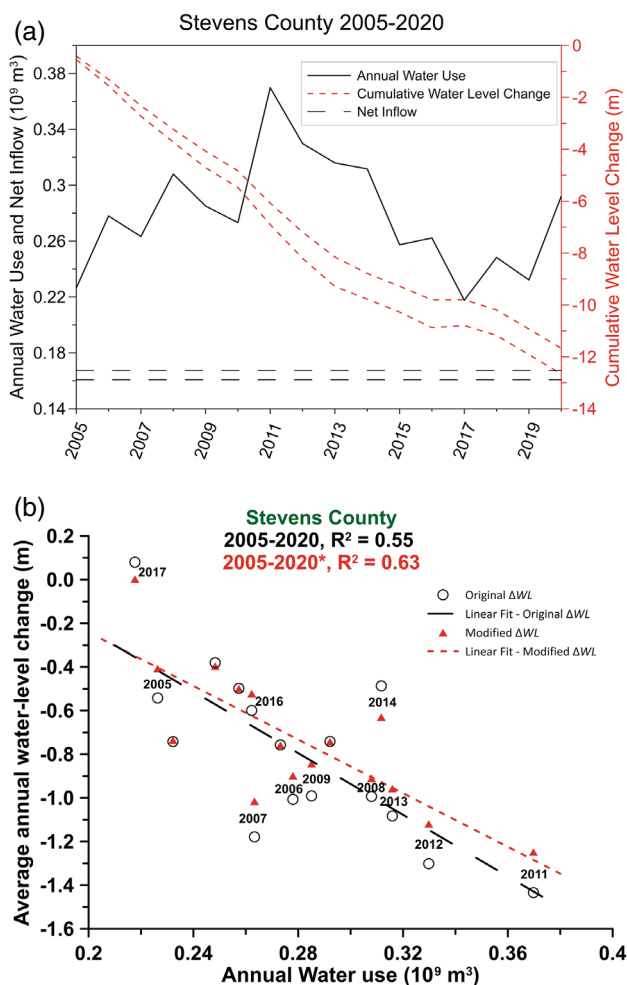 (a)
Stevens County 2005-2020
Annual Water Use and Net Inflow (10⁹ m³)
0.38
0.34
0.3
0.26
0.22
0.18
0.14
Annual Water Use
Cumulative Water Level Change
Net Inflow
0
-2
-4
-6
-8
-10
-12
-14
Cumulative Water Level Change (m)
2005
2007
2009
2011
2013
2015
2017
2019
(b)
Stevens County
2005-2020, R² = 0.55
2005-2020*, R² = 0.63
Average annual water-level change (m)
0.2
0.0
-0.2
-0.4
-0.6
-0.8
-1.0
-1.2
-1.4
-1.6
Original ΔWL
Linear Fit - Original ΔWL
Modified ΔWL
Linear Fit - Modified ΔWL
2017
2005
2016
2014
2006
2009
2008
2007
2013
2012
2011
0.2
0.24
0.28
0.32
0.36
0.4
Annual Water use (10⁹ m³)